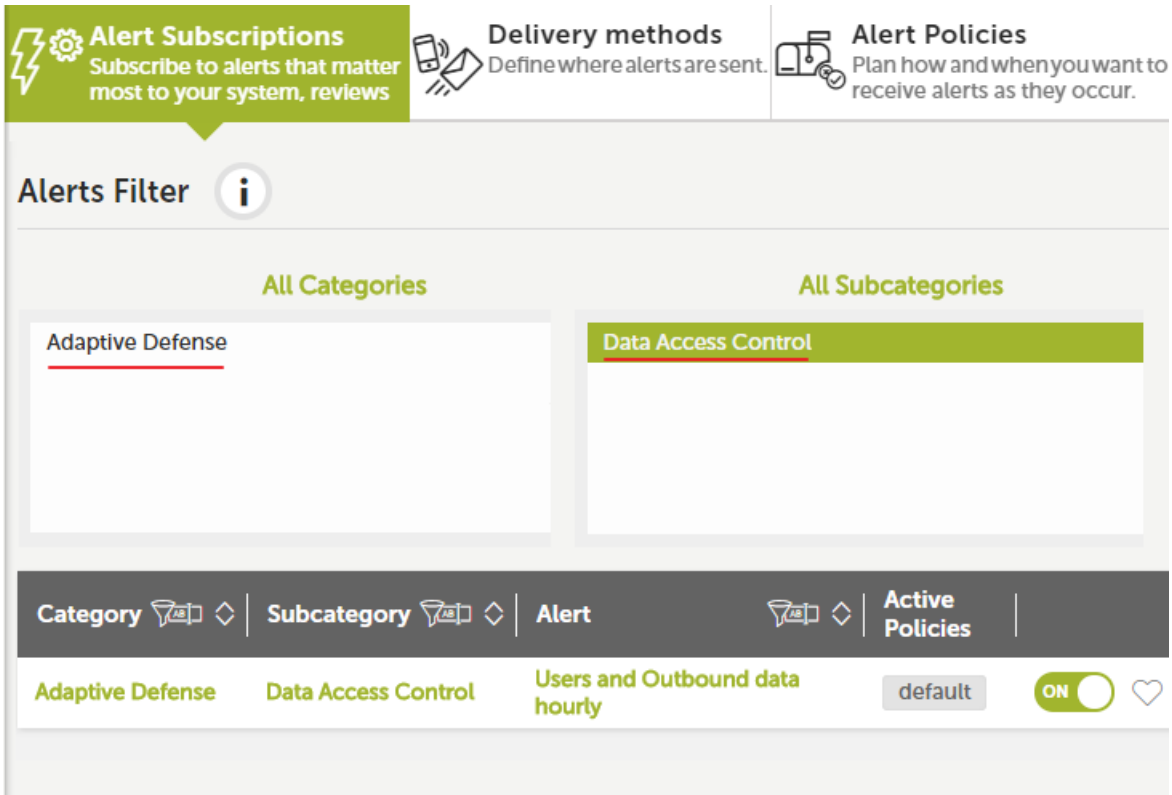 Alert Subscriptions
Subscribe to alerts that matter
most to your system, reviews
Delivery methods
Define where alerts are sent.
Alert Policies
Plan how and when you want to
receive alerts as they occur.
Alerts Filter i
All Categories
All Subcategories
Adaptive Defense
Data Access Control
Category
Subcategory
Alert
Active
Policies
Adaptive Defense
Data Access Control
Users and Outbound data
hourly
default
ON